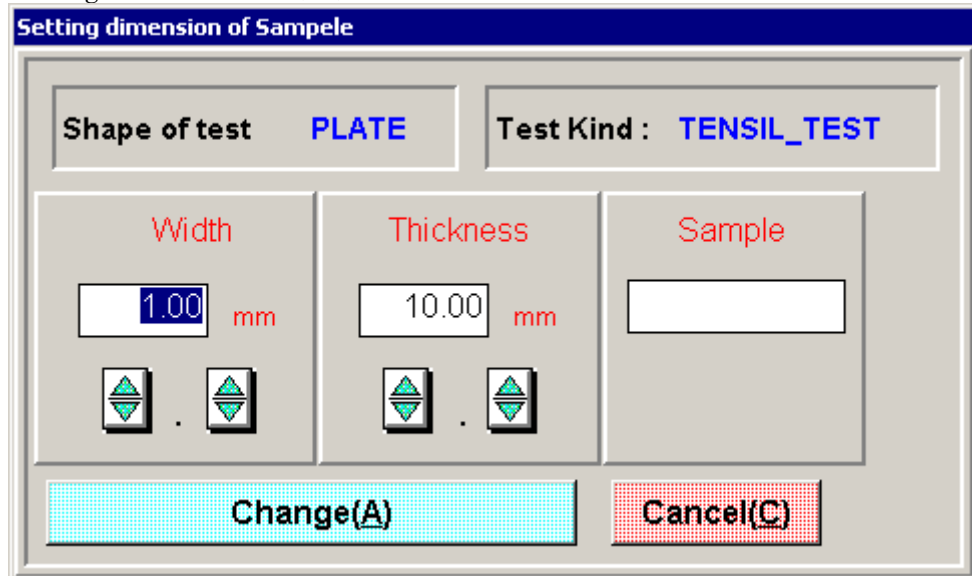 Setting dimension of Sampele
Shape of test PLATE Test Kind : TENSIL_TEST
Width Thickness Sample
1.00 mm 10.00 mm
. .
Change(A) Cancel(C)